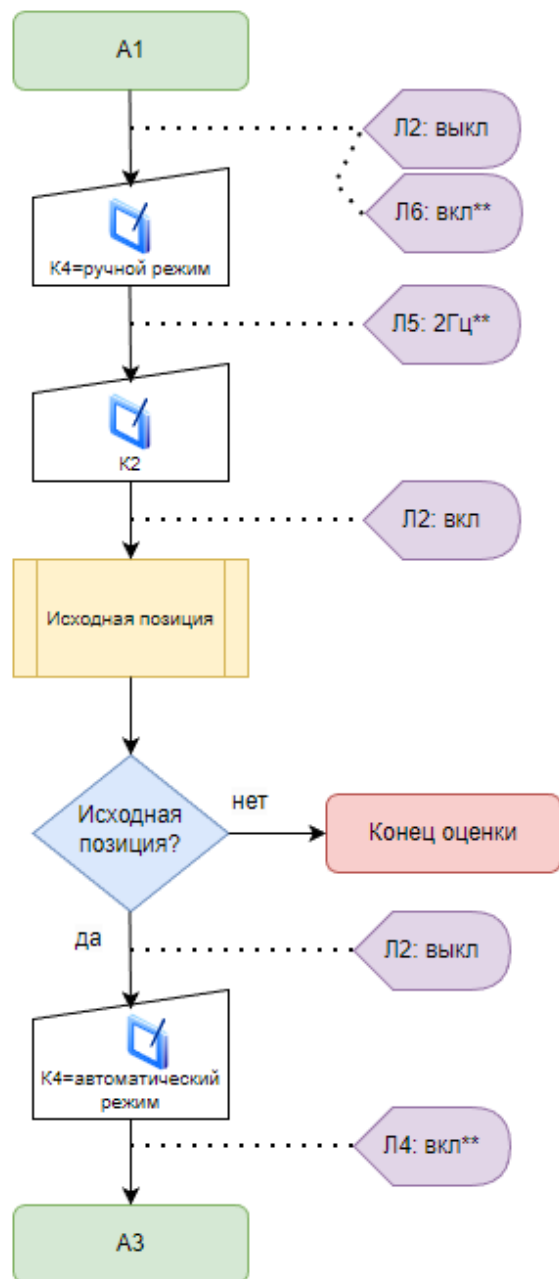 А1
Л2: выкл
Л6: вкл**
К4=ручной режим
Л5: 2Гц**
К2
Л2: вкл
Исходная позиция
Исходная
позиция?
нет
Конец оценки
да
Л2: выкл
К4=автоматический
режим
Л4: вкл**
А3